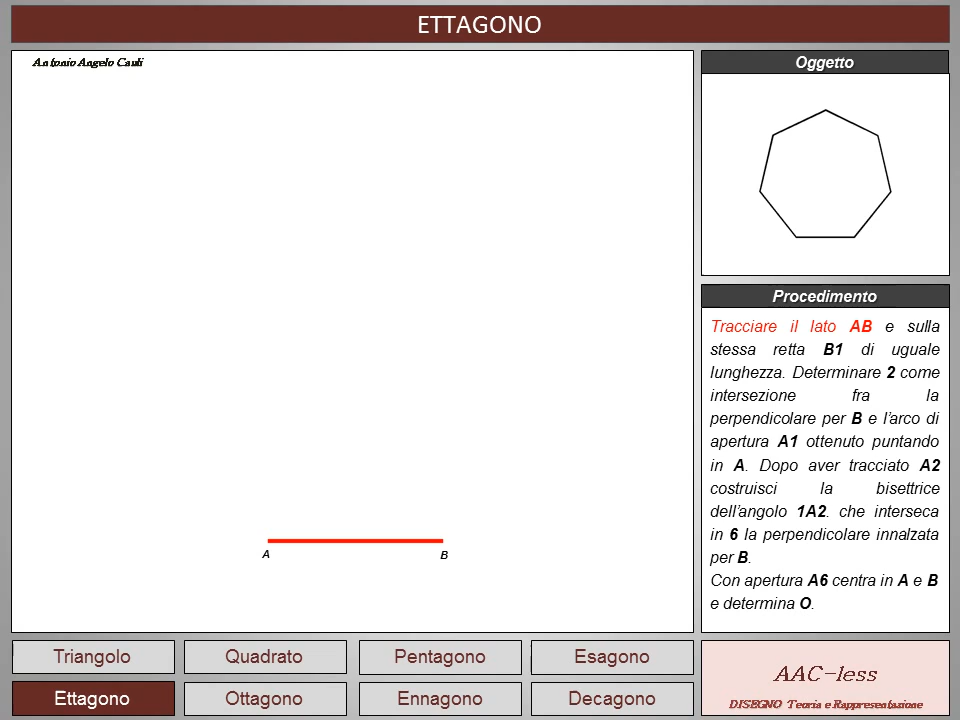 ETTAGONO
Antonio Angelo Cauli
Oggetto
Procedimento
Tracciare il lato AB e sulla
stessa retta B1 di uguale
lunghezza. Determinare 2 come
intersezione fra la
perpendicolare per B e l'arco di
apertura A1 ottenuto puntando
in A. Dopo aver tracciato A2
costruisci la bisettrice
dell'angolo 1A2. che interseca
in 6 la perpendicolare innalzata
per B.
Con apertura A6 centra in A e B
e determina O.
A B
Triangolo Quadrato Pentagono Esagono
Ettagono Ottagono Ennagono Decagono
AAC-less
DISEGNO Teoria e Rappresentazione